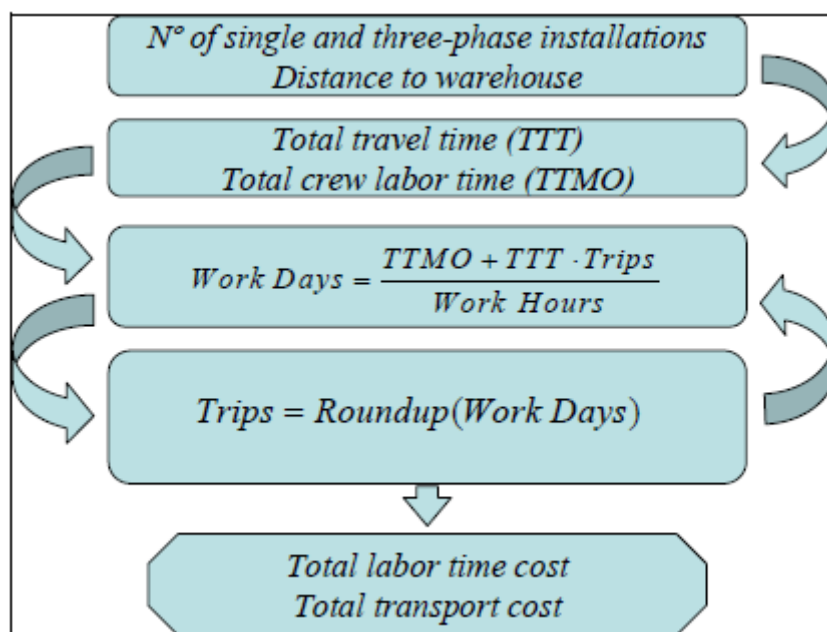 N° of single and three-phase installations
Distance to warehouse
Total travel time (TTT)
Total crew labor time (TTMO)
Work Days = (TTMO + TTT · Trips) / (Work Hours)
Trips = Roundup(Work Days)
Total labor time cost
Total transport cost